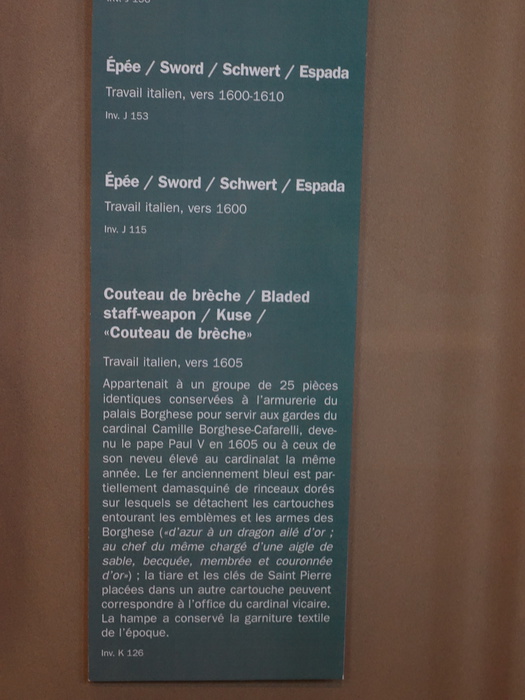 Épée / Sword / Schwert / Espada
Travail italien, vers 1600-1610
Inv. J 153
Épée / Sword / Schwert / Espada
Travail italien, vers 1600
Inv. J 115
Couteau de brèche / Bladed
staff-weapon / Kuse /
«Couteau de brèche»
Travail italien, vers 1605
Appartenait à un groupe de 25 pièces
identiques conservées à l'armurerie du
palais Borghese pour servir aux gardes du
cardinal Camille Borghese-Cafarelli, deve-
nu le pape Paul V en 1605 ou à ceux de
son neveu élevé au cardinalat la même
année. Le fer anciennement bleui est par-
tiellement damasquiné de rinceaux dorés
sur lesquels se détachent les cartouches
entourant les emblèmes et les armes des
Borghese («d'azur à un dragon ailé d'or ;
au chef du même chargé d'une aigle de
sable, becquée, membrée et couronnée
d'or») ; la tiare et les clés de Saint Pierre
placées dans un autre cartouche peuvent
correspondre à l'office du cardinal vicaire.
La hampe a conservé la garniture textile
de l'époque.
Inv. K 126